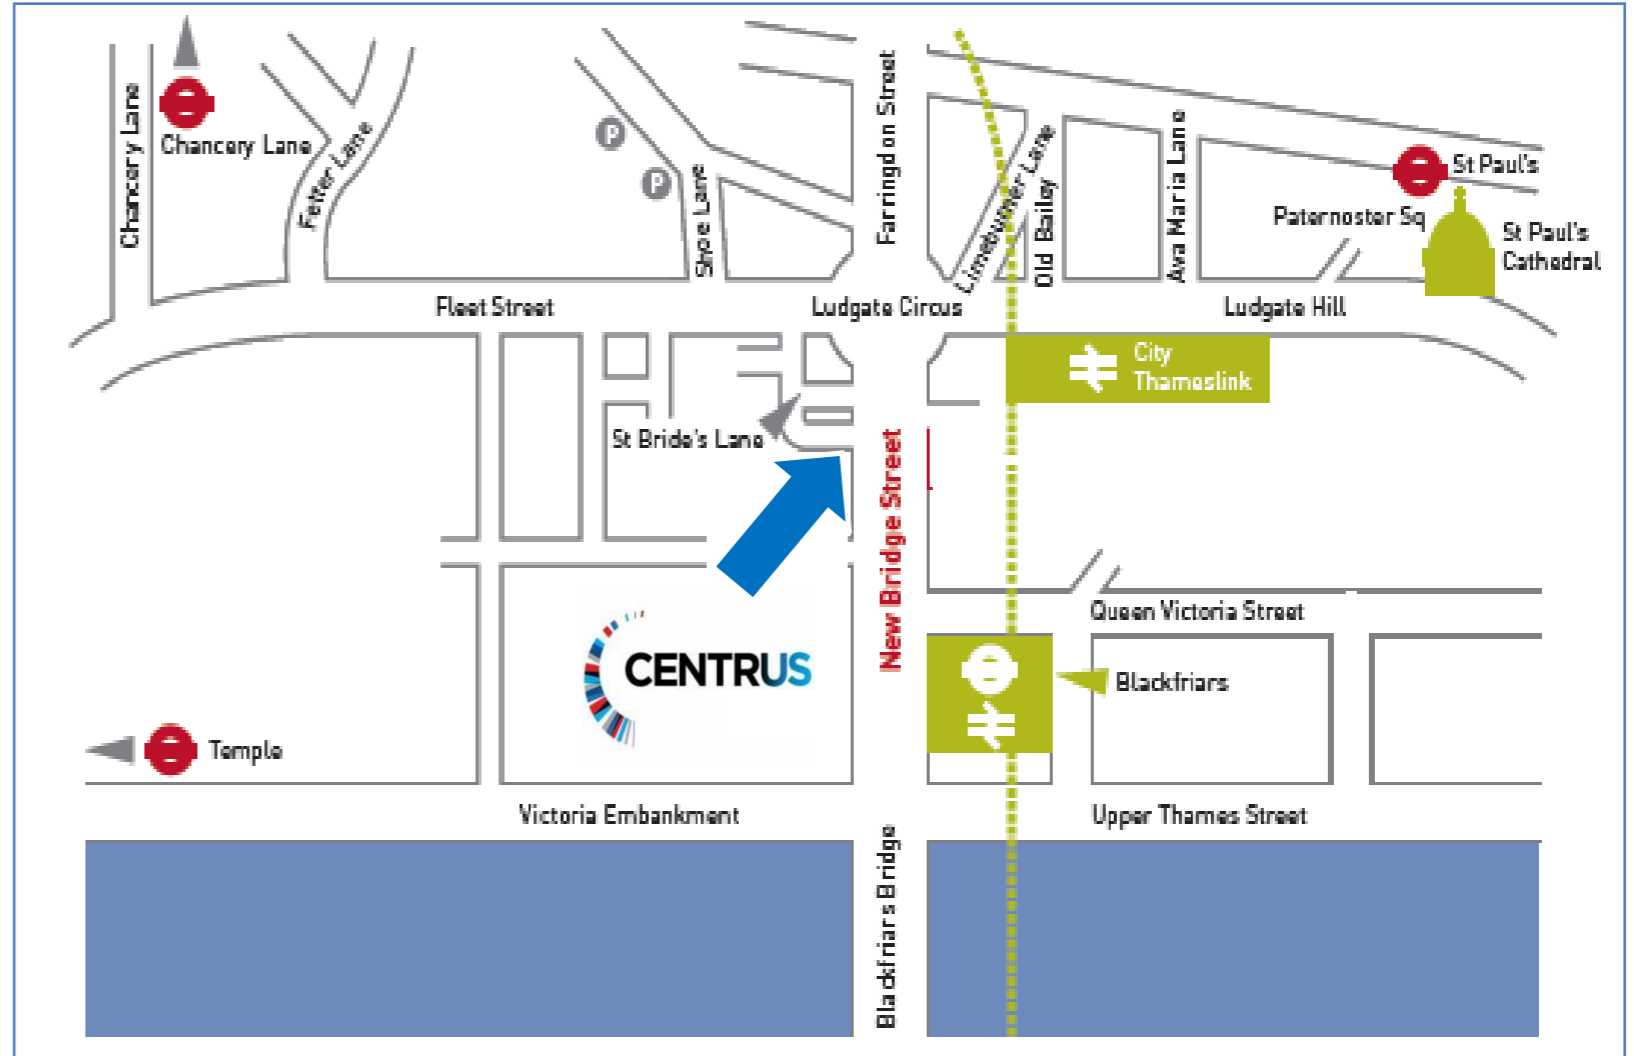 Chancery Lane
Chancery Lane
Fetter Lane
P
P
Shoe Lane
Farringdon Street
Limeburner Lane
Old Bailey
Ava Maria Lane
St Paul's
Paternoster Sq
St Paul's
Cathedral
Fleet Street
Ludgate Circus
Ludgate Hill
City
Thameslink
St Bride's Lane
New Bridge Street
Queen Victoria Street
CENTRUS
Blackfriars
Temple
Victoria Embankment
Upper Thames Street
Blackfriars Bridge